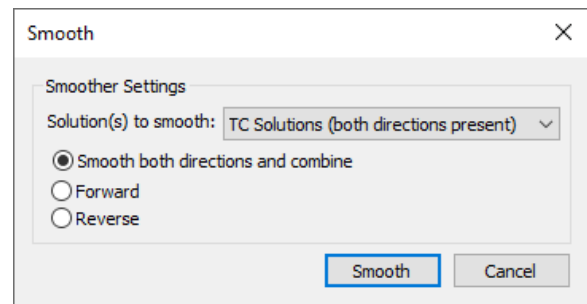 Smooth
Smoother Settings
Solution(s) to smooth: TC Solutions (both directions present)
Smooth both directions and combine
Forward
Reverse
Smooth Cancel